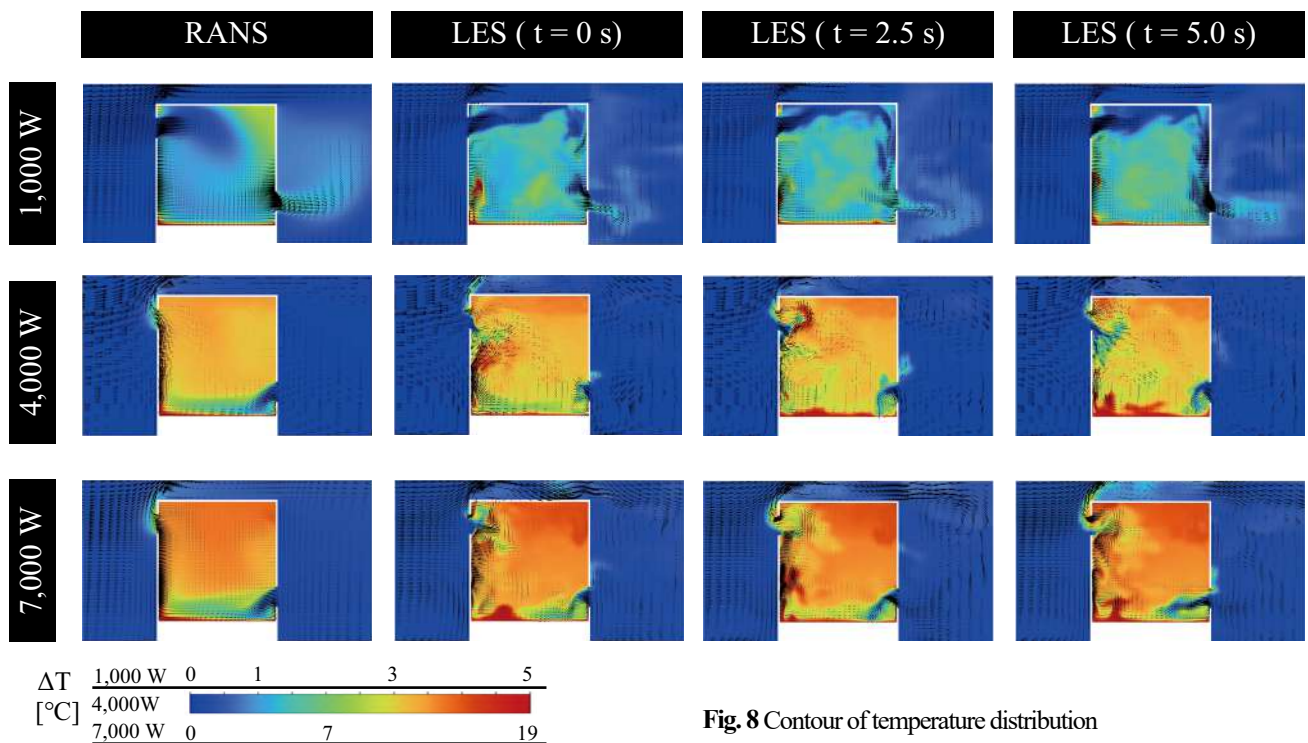 RANS
LES ( t = 0 s)
LES ( t = 2.5 s)
LES ( t = 5.0 s)
1,000 W
4,000 W
7,000 W
ΔT
[°C]
1,000 W 0 1 3 5
4,000W
7,000 W 0 7 19
Fig. 8 Contour of temperature distribution